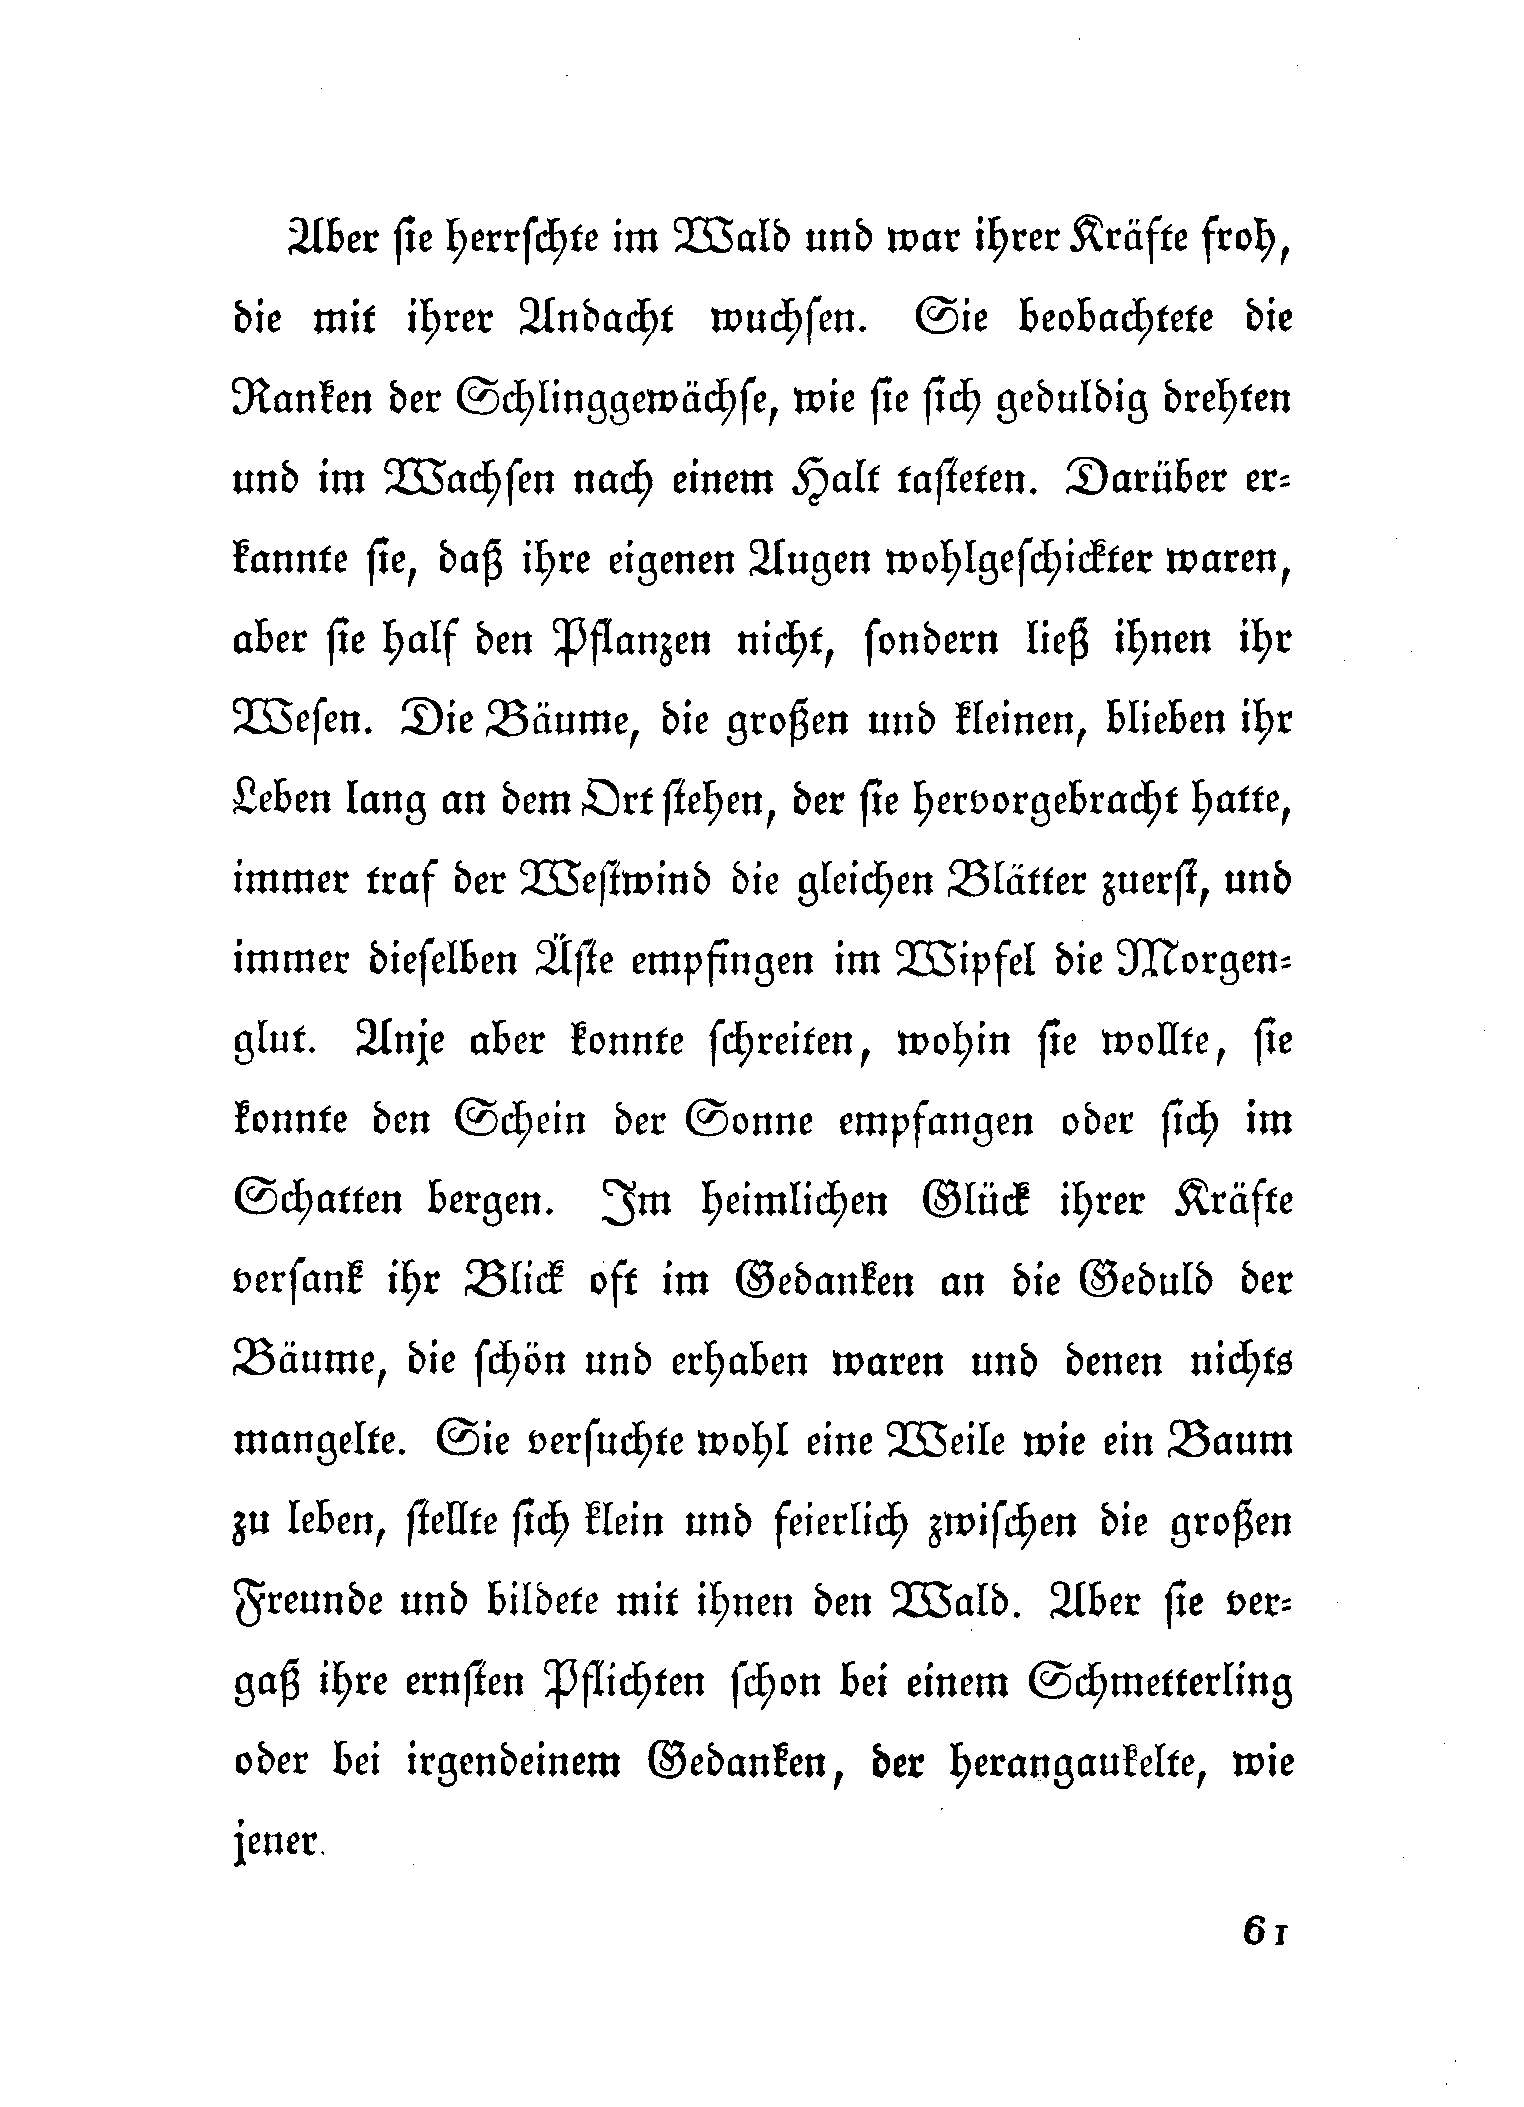 Aber sie herrschte im Wald und war ihrer Kräfte froh,
die mit ihrer Andacht wuchsen. Sie beobachtete die
Ranken der Schlinggewächse, wie sie sich geduldig drehten
und im Wachsen nach einem Halt tasteten. Darüber er-
kannte sie, daß ihre eigenen Augen wohlgeschickter waren,
aber sie half den Pflanzen nicht, sondern ließ ihnen ihr
Wesen. Die Bäume, die großen und kleinen, blieben ihr
Leben lang an dem Ort stehen, der sie hervorgebracht hatte,
immer traf der Westwind die gleichen Blätter zuerst, und
immer dieselben Äste empfingen im Wipfel die Morgen-
glut. Anje aber konnte schreiten, wohin sie wollte, sie
konnte den Schein der Sonne empfangen oder sich im
Schatten bergen. Im heimlichen Glück ihrer Kräfte
versank ihr Blick oft im Gedanken an die Geduld der
Bäume, die schön und erhaben waren und denen nichts
mangelte. Sie versuchte wohl eine Weile wie ein Baum
zu leben, stellte sich klein und feierlich zwischen die großen
Freunde und bildete mit ihnen den Wald. Aber sie ver-
gaß ihre ernsten Pflichten schon bei einem Schmetterling
oder bei irgendeinem Gedanken, der herangaukelte, wie
jener.
61